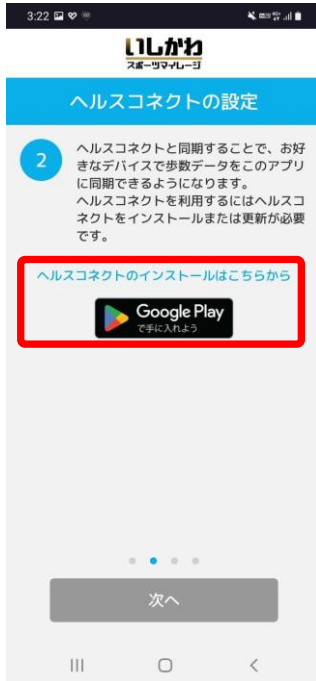 3:22
いしかわ
スポーツマイレージ
ヘルスコネクトの設定
2
ヘルスコネクトと同期することで、お好
きなデバイスで歩数データをこのアプリ
に同期できるようになります。
ヘルスコネクトを利用するにはヘルスコ
ネクトをインストールまたは更新が必要
です。
ヘルスコネクトのインストールはこちらから
Google Play
で手に入れよう
次へ